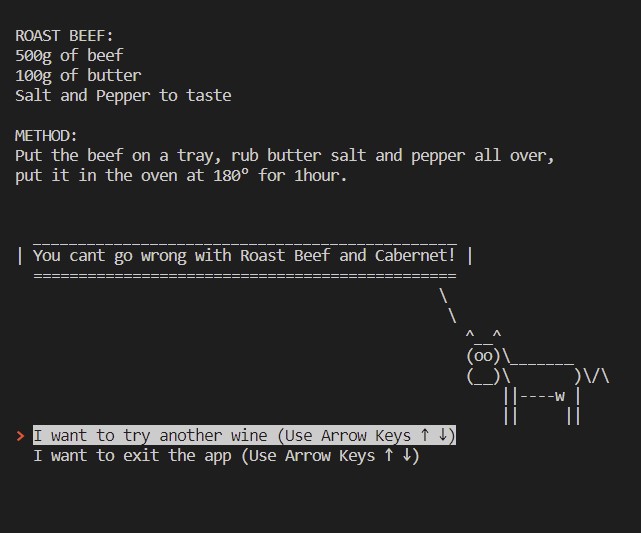 ROAST BEEF:
500g of beef
100g of butter
Salt and Pepper to taste
METHOD:
Put the beef on a tray, rub butter salt and pepper all over,
put it in the oven at 180° for 1hour.
_______________________________________________
| You cant go wrong with Roast Beef and Cabernet! |
===============================================
\
\
^__^
(oo)\_______
(__)\       )\/\
||----w |
||     ||
> I want to try another wine (Use Arrow Keys ↑ ↓)
I want to exit the app (Use Arrow Keys ↑ ↓)